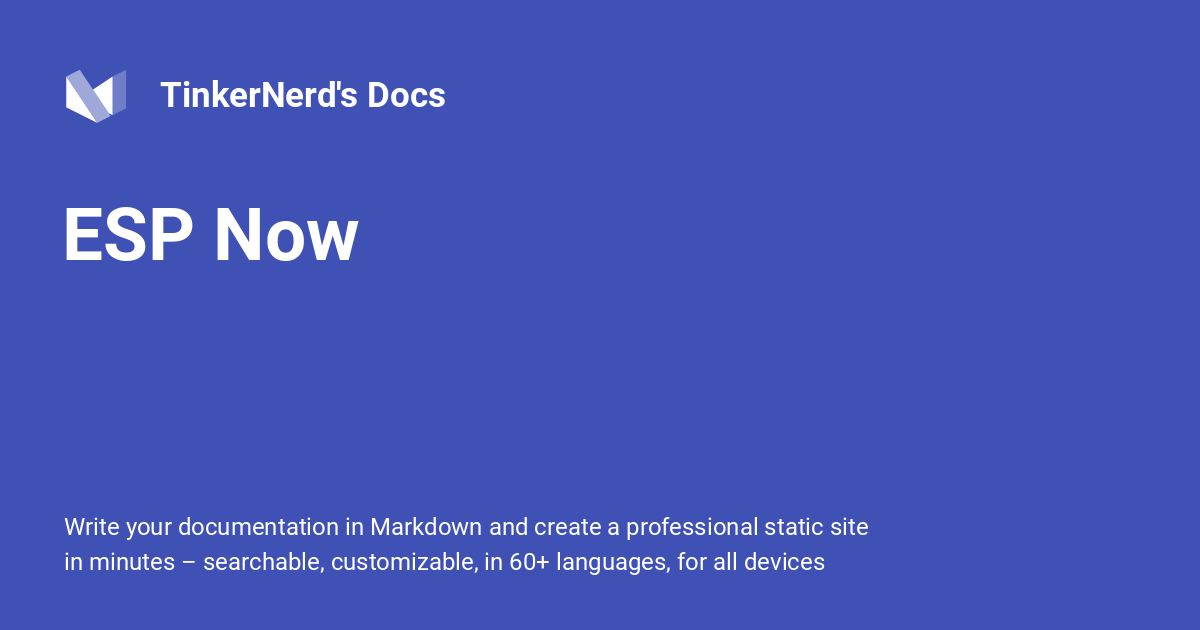 TinkerNerd's Docs
ESP Now
Write your documentation in Markdown and create a professional static site
in minutes – searchable, customizable, in 60+ languages, for all devices